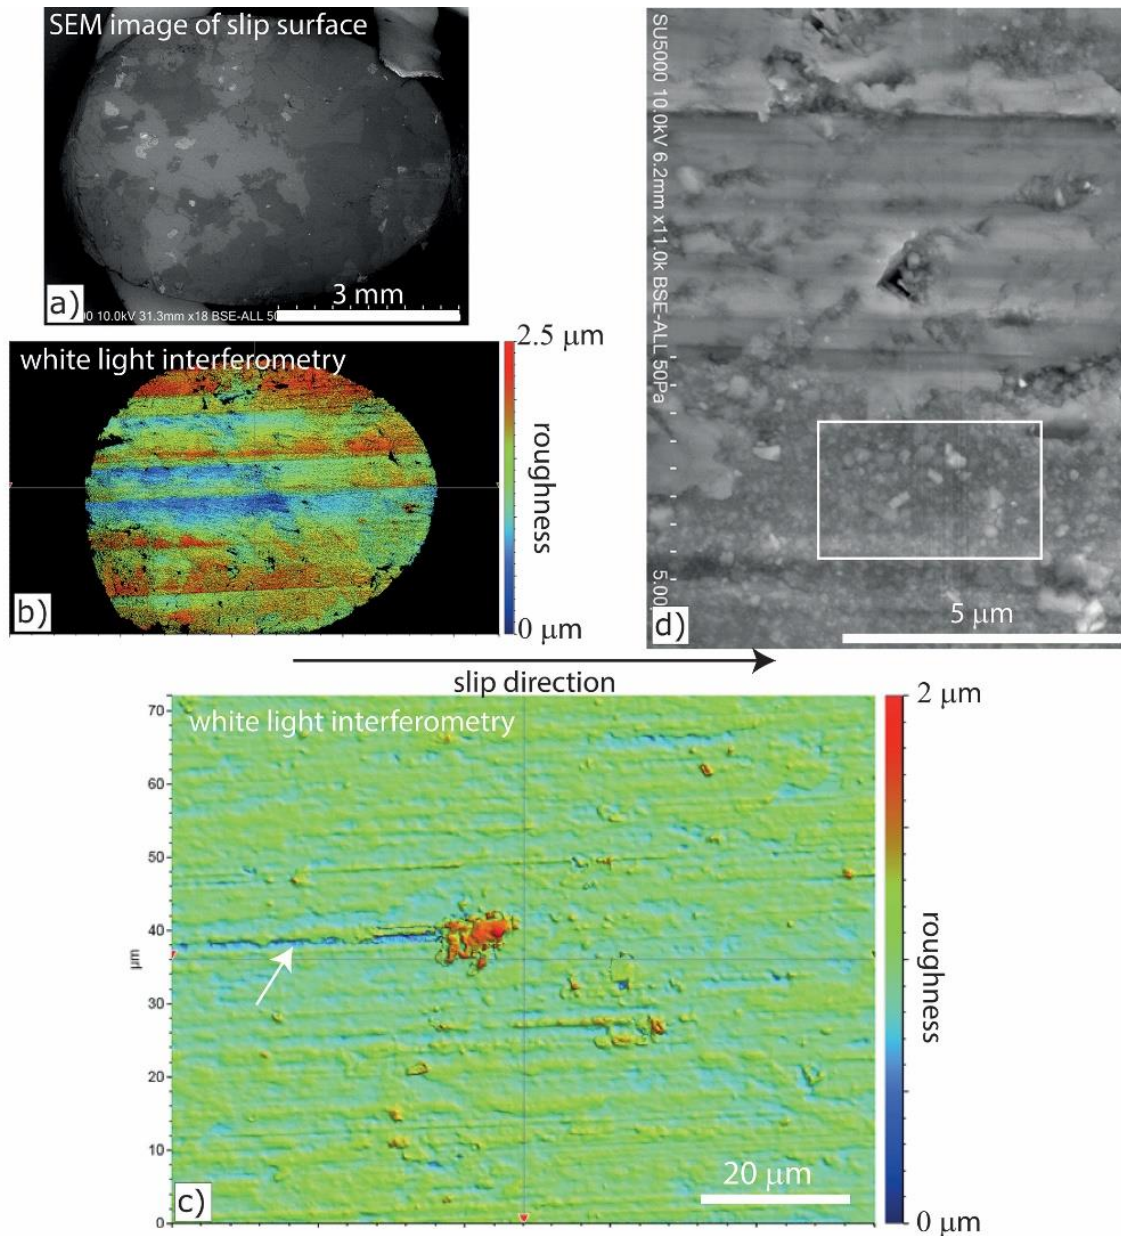 SEM image of slip surface
3 mm
a)
00 10.0kV 31.3mm x18 BSE-ALL 50
white light interferometry
2.5 μm
roughness
0 μm
b)
SU5000 10.0kV 6.2mm x11.0k BSE-ALL 50Pa
5.00
d)
5 μm
slip direction
white light interferometry
2 μm
roughness
0 μm
70
60
50
40
μm
30
20
10
0
20 μm
c)